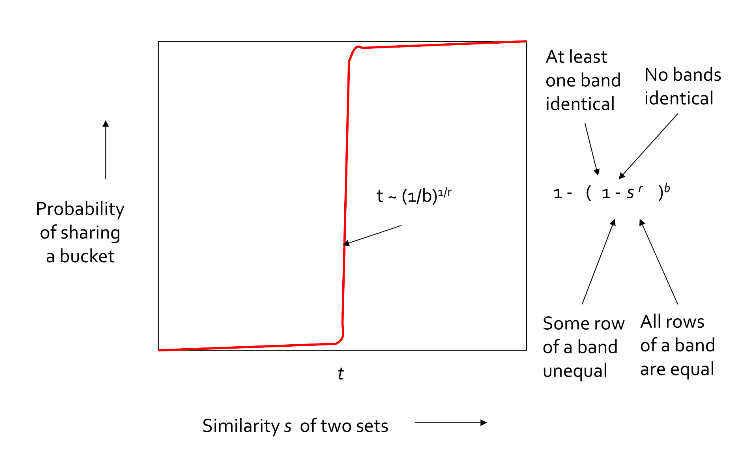 At least
one band
identical
No bands
identical
Probability
of sharing
a bucket
t ~ (1/b)^1/r
1 - ( 1 - s^r )^b
Some row
of a band
unequal
All rows
of a band
are equal
t
Similarity s of two sets